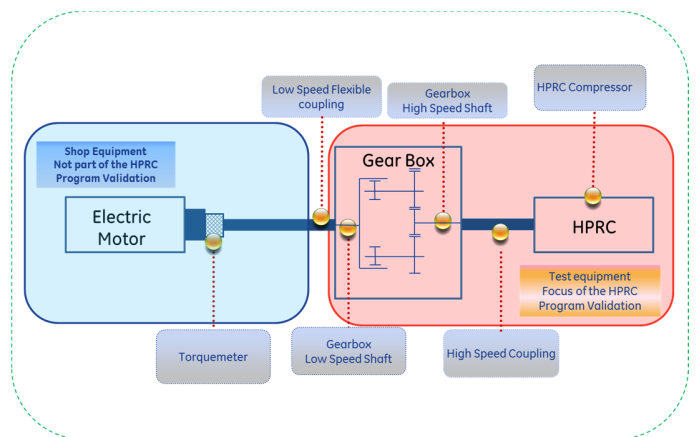 Low Speed Flexible
coupling
Gearbox
High Speed Shaft
HPRC Compressor
Shop Equipment
Not part of the HPRC
Program Validation
Gear Box
Electric
Motor
HPRC
Test equipment
Focus of the HPRC
Program Validation
Torquemeter
Gearbox
Low Speed Shaft
High Speed Coupling